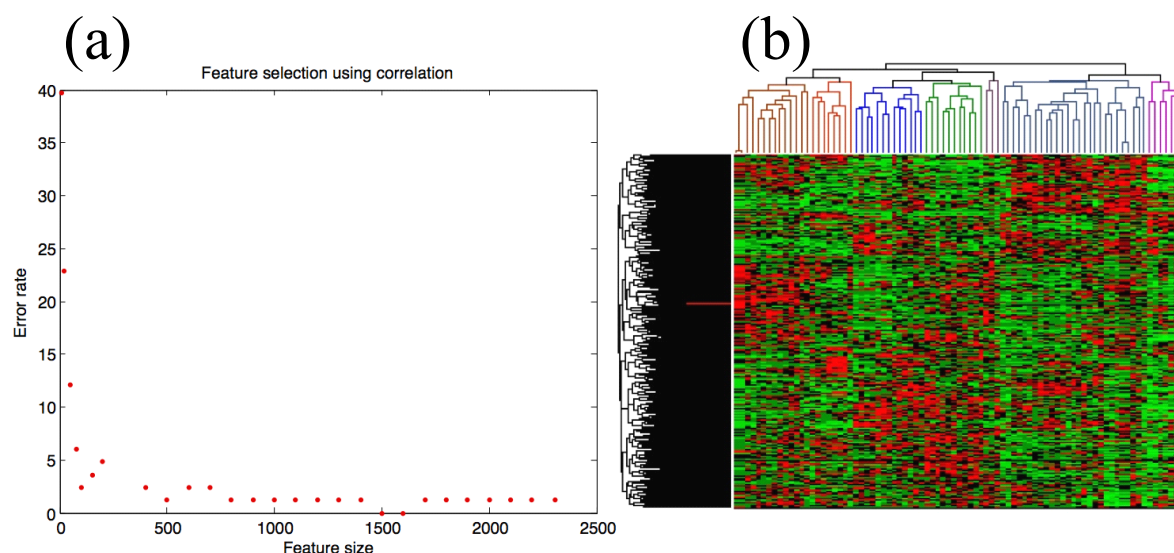 (a)
Feature selection using correlation
40
35
30
25
20
15
10
5
0
Error rate
0 500 1000 1500 2000 2500
Feature size
(b)